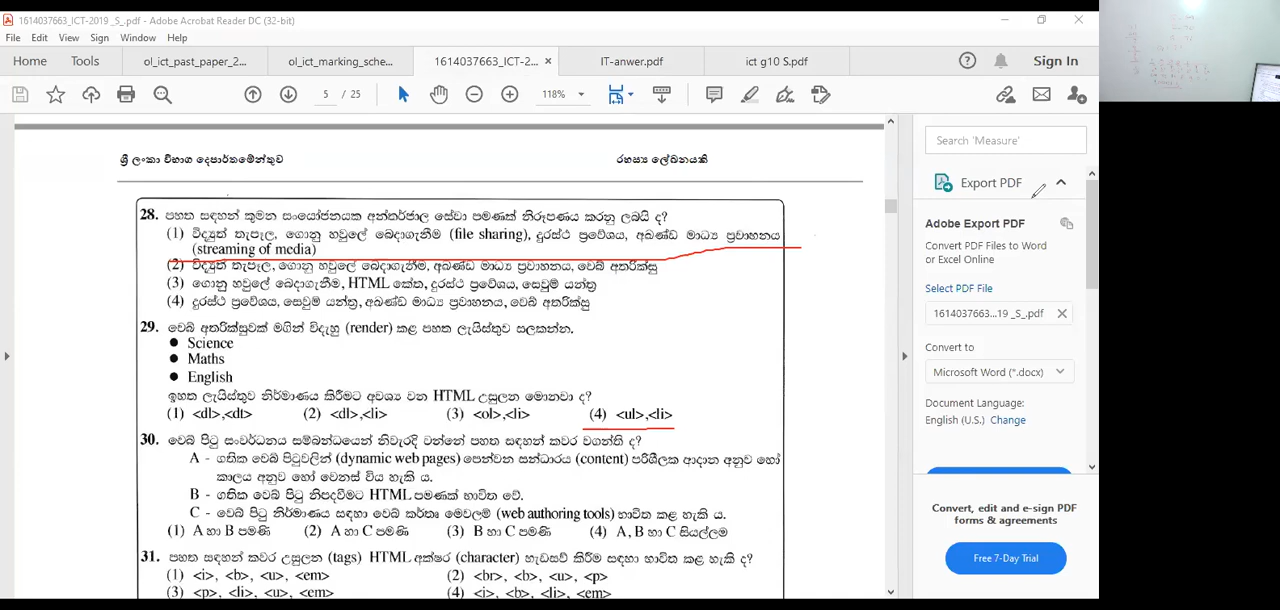 1614037663_ICT-2019 _S_.pdf - Adobe Acrobat Reader DC (32-bit)
File Edit View Sign Window Help
Home Tools ol_ict_past_paper_2... ol_ict_marking_sche... 1614037663_ICT-2... × IT-anwer.pdf ict g10 S.pdf Sign In
5 / 25 118%
ශ්‍රී ලංකා විභාග දෙපාර්තමේන්තුව රහස්‍ය ලේඛනයකි
28. පහත සඳහන් කුමන සංයෝජනයක අන්තර්ජාල සේවා පමණක් නිරූපණය කරනු ලබයි ද?
(1) විද්‍යුත් තැපෑල, ගොනු හවුලේ බෙදාගැනීම (file sharing), දුරස්ථ ප්‍රවේශය, අඛණ්ඩ මාධ්‍ය ප්‍රවාහනය
(streaming of media)
(2) විද්‍යුත් තැපෑල, ගොනු හවුලේ බෙදාගැනීම, අඛණ්ඩ මාධ්‍ය ප්‍රවාහනය, වෙබ් අතරික්සු
(3) ගොනු හවුලේ බෙදාගැනීම, HTML කේත, දුරස්ථ ප්‍රවේශය, සෙවුම් යන්ත්‍ර
(4) දුරස්ථ ප්‍රවේශය, සෙවුම් යන්ත්‍ර, අඛණ්ඩ මාධ්‍ය ප්‍රවාහනය, වෙබ් අතරික්සු
29. වෙබ් අතරික්සුවක් මගින් විදැහු (render) කළ පහත ලැයිස්තුව සලකන්න.
● Science
● Maths
● English
ඉහත ලැයිස්තුව නිර්මාණය කිරීමට අවශ්‍ය වන HTML උසුලන මොනවා ද?
(1) <dl>,<dt> (2) <dl>,<li> (3) <ol>,<li> (4) <ul>,<li>
30. වෙබ් පිටු සංවර්ධනය සම්බන්ධයෙන් නිවැරදි වන්නේ පහත සඳහන් කවර වගන්ති ද?
A - ගතික වෙබ් පිටුවලින් (dynamic web pages) පෙන්වන සන්ධාරය (content) පරිශීලක ආදාන අනුව හෝ
කාලය අනුව හෝ වෙනස් විය හැකි ය.
B - ගතික වෙබ් පිටු නිපදවීමට HTML පමණක් භාවිත වේ.
C - වෙබ් පිටු නිර්මාණය සඳහා වෙබ් කර්තෘ මෙවලම් (web authoring tools) භාවිත කළ හැකි ය.
(1) A හා B පමණි (2) A හා C පමණි (3) B හා C පමණි (4) A, B හා C සියල්ලම
31. පහත සඳහන් කවර උසුලන (tags) HTML අක්ෂර (character) හැඩසව් කිරීම සඳහා භාවිත කළ හැකි ද?
(1) <i>, <b>, <u>, <em> (2) <br>, <b>, <u>, <p>
(3) <p>, <li>, <u>, <em> (4) <i>, <b>, <li>, <em>
Search 'Measure'
Export PDF
Adobe Export PDF
Convert PDF Files to Word
or Excel Online
Select PDF File
1614037663...19 _S_.pdf
Convert to
Microsoft Word (*.docx)
Document Language:
English (U.S.) Change
Convert, edit and e-sign PDF
forms & agreements
Free 7-Day Trial